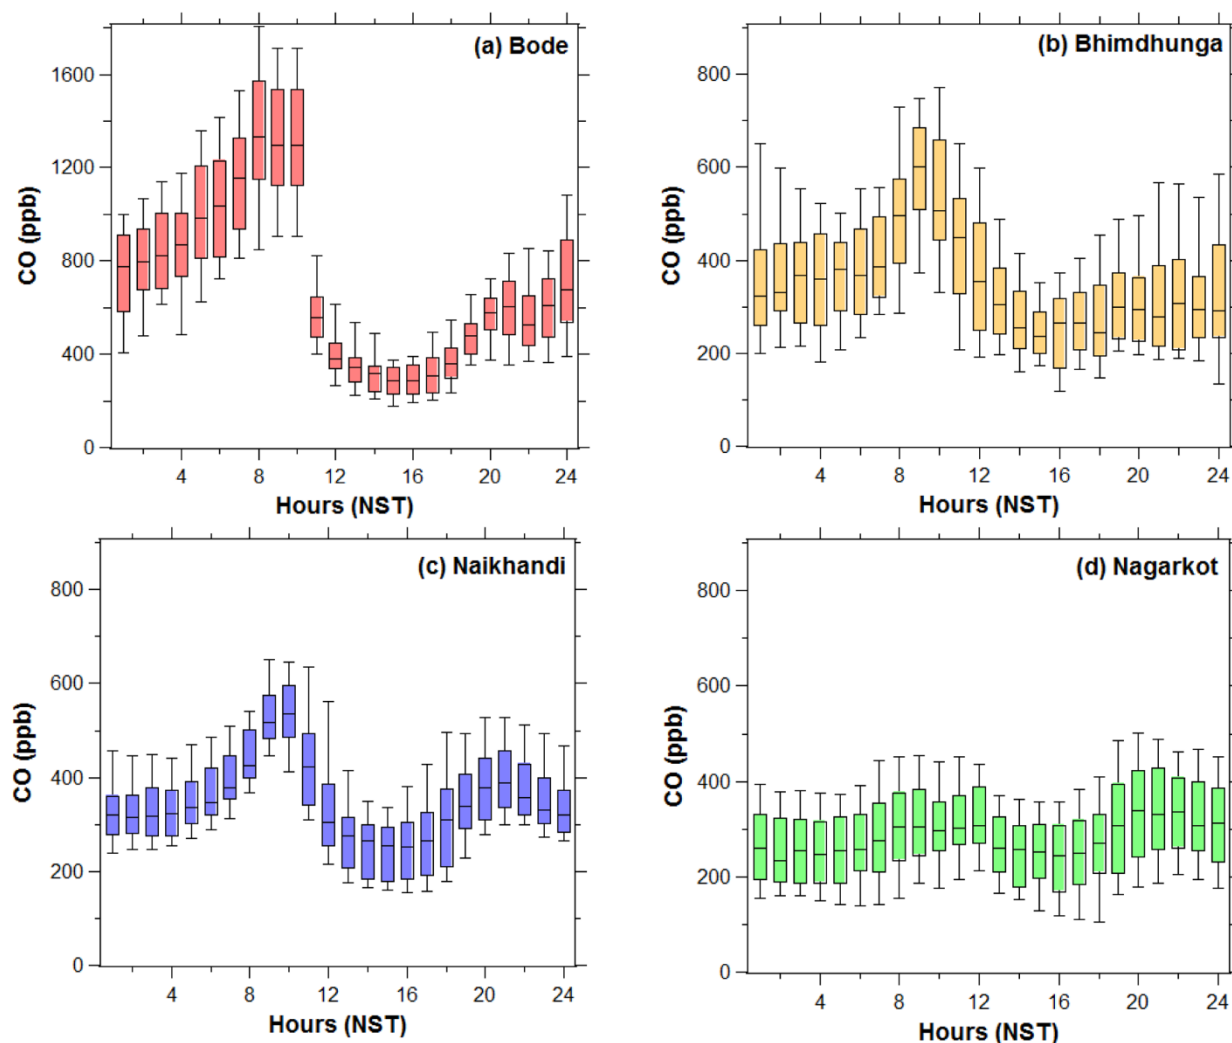 (a) Bode
CO (ppb)
1600
1200
800
400
0
4 8 12 16 20 24
Hours (NST)
(b) Bhimdhunga
CO (ppb)
800
600
400
200
0
4 8 12 16 20 24
Hours (NST)
(c) Naikhandi
CO (ppb)
800
600
400
200
0
4 8 12 16 20 24
Hours (NST)
(d) Nagarkot
CO (ppb)
800
600
400
200
0
4 8 12 16 20 24
Hours (NST)